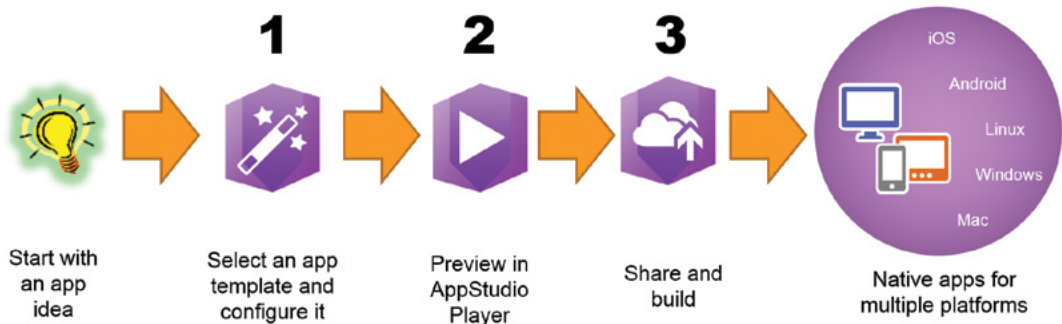 1
2
3
Start with
an app
idea
Select an app
template and
configure it
Preview in
AppStudio
Player
Share and
build
iOS
Android
Linux
Windows
Mac
Native apps for
multiple platforms